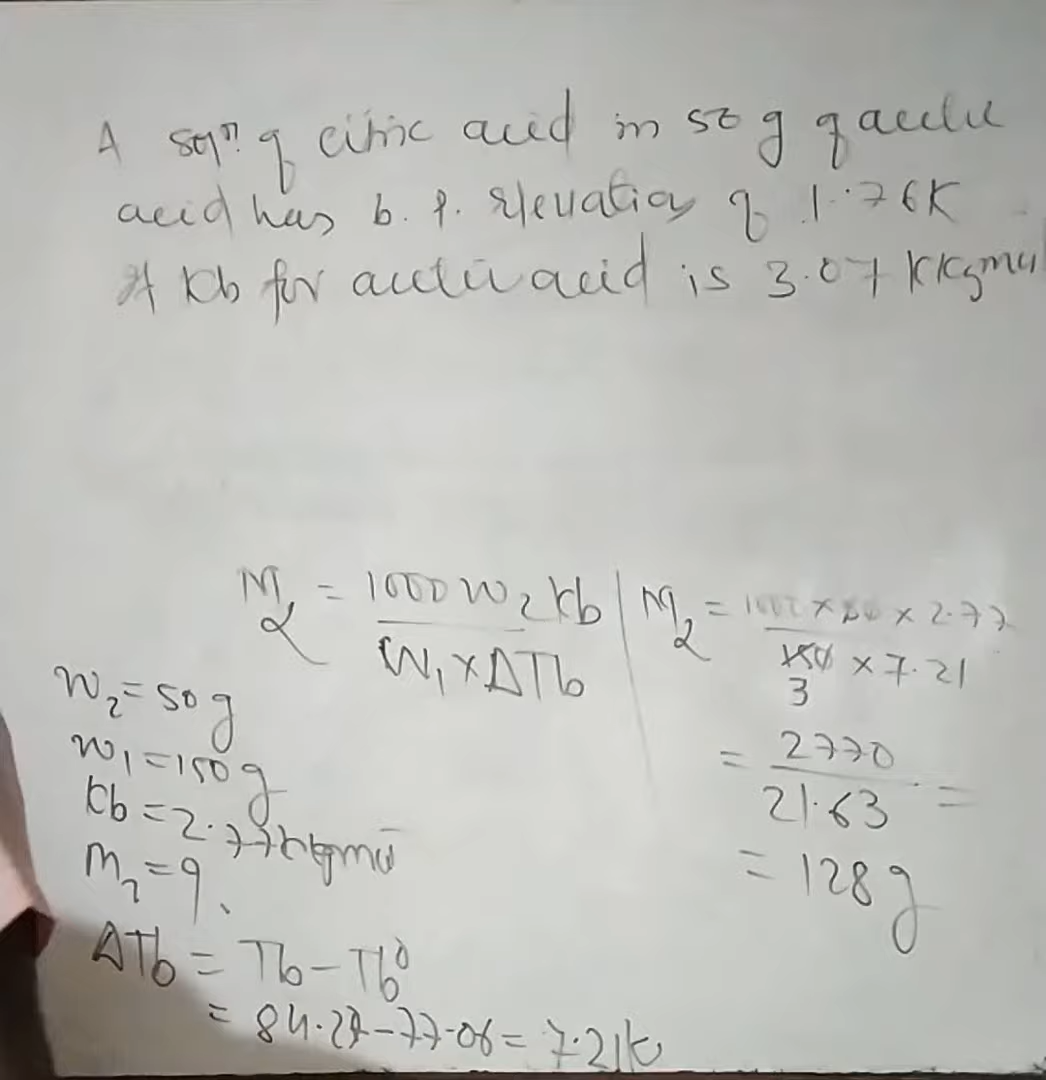 A soln. of citric acid in 50 g of acetic
acid has b. p. elevation of 1.76K
If Kb for acetic acid is 3.07 K kg mol
M2 = 1000 W2 Kb / W1 × ΔTb
M2 = 1000 × 50 × 2.77 / 150 × 7.21
3
= 2770 / 21.63 =
= 128 g
W2 = 50 g
W1 = 150 g
Kb = 2.77 K kg mol
M2 = ?
ΔTb = Tb - Tb0
= 84.27 - 77.06 = 7.21K